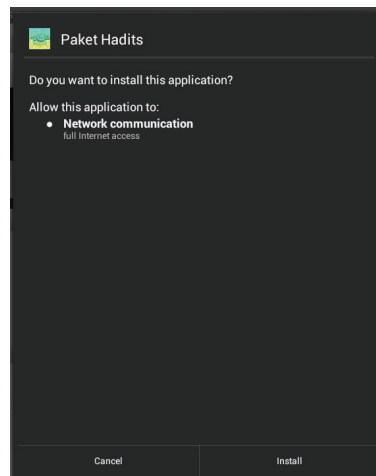 Paket Hadits
Do you want to install this application?
Allow this application to:
● Network communication
full Internet access
Cancel
Install